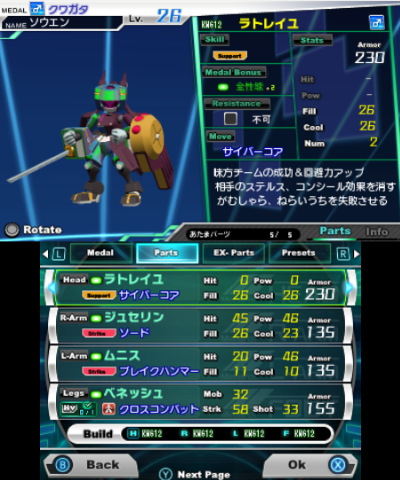 MEDAL クワガタ
NAME ソウエン Lv. 26
KWG12 ラトレイユ
Skill
Support
Medal Bonus
全性能 +2
Resistance
不可
Move
サイバーコア
Stats Armor
230
Hit -
Pow -
Fill 26
Cool 26
Num 2
味方チームの成功&回避力アップ
相手のステルス、コンシール効果を消す
がむしゃら、ねらいうちを失敗させる
Rotate
あたまパーツ 5/ 5 Parts Info
L Medal Parts EX- Parts Presets R
Head ラトレイユ Hit 0 Pow 0 Armor
Support サイバーコア Fill 26 Cool 26 230
R-Arm ジュセリン Hit 45 Pow 46 Armor
Strike ソード Fill 26 Cool 23 135
L-Arm ムニス Hit 20 Pow 46 Armor
Strike ブレイクハンマー Fill 11 Cool 10 135
Legs ベネッシュ Mob 32 Armor
Hv 0/1 クロスコンバット Strk 58 Shot 33 155
Build H KWG12 R KWG12 L KWG12 F KWG12
B Back Y Next Page Ok X